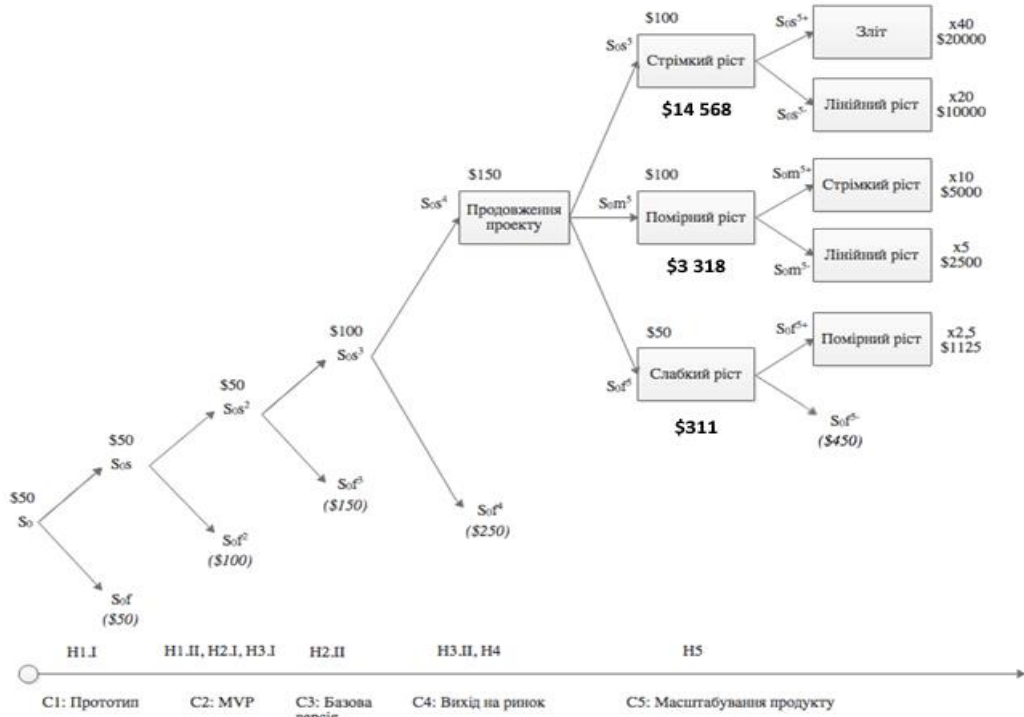 $100
S₀s⁵
Стрімкий ріст
$14 568
S₀s⁵⁺
Зліт
x40
$20000
S₀s⁵⁻
Лінійний ріст
x20
$10000
$150
S₀s⁴
Продовження
проекту
$100
S₀m⁵
Помірний ріст
$3 318
S₀m⁵⁺
Стрімкий ріст
x10
$5000
S₀m⁵⁻
Лінійний ріст
x5
$2500
$50
S₀f⁵
Слабкий ріст
$311
S₀f⁵⁺
Помірний ріст
x2,5
$1125
S₀f⁵⁻
($450)
$100
S₀s³
$50
S₀s²
$50
S₀s
$50
S₀
S₀f³
($150)
S₀f⁴
($250)
S₀f²
($100)
S₀f
($50)
H1.I
H1.II, H2.I, H3.I
H2.II
H3.II, H4
H5
C1: Прототип
C2: MVP
C3: Базова
версія
C4: Вихід на ринок
C5: Масштабування продукту